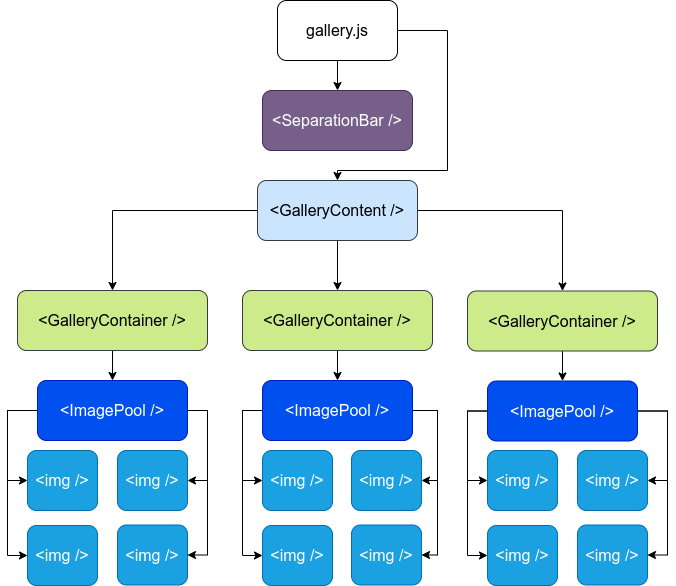 gallery.js
<SeparationBar />
<GalleryContent />
<GalleryContainer /> <GalleryContainer /> <GalleryContainer />
<ImagePool /> <ImagePool /> <ImagePool />
<img /> <img /> <img /> <img /> <img /> <img />
<img /> <img /> <img /> <img /> <img /> <img />